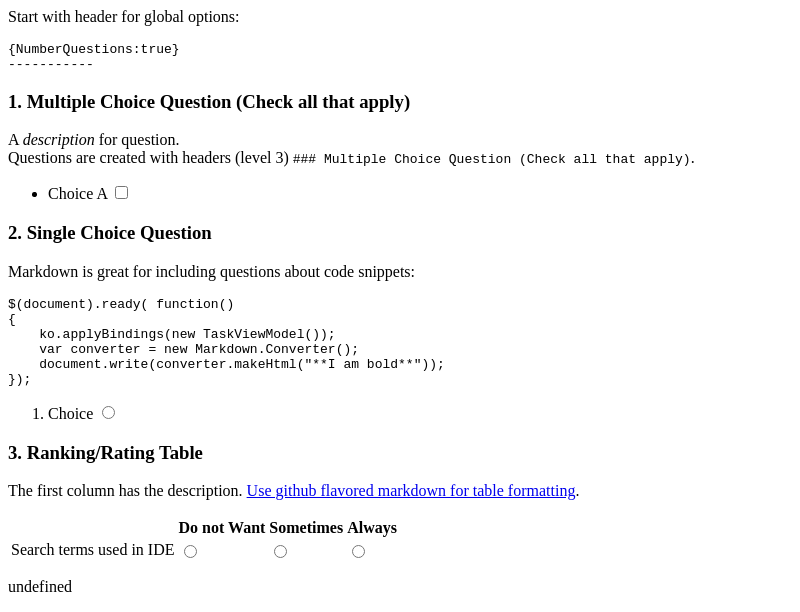 Start with header for global options:
{NumberQuestions:true}
-----------
1. Multiple Choice Question (Check all that apply)
A description for question.
Questions are created with headers (level 3) ### Multiple Choice Question (Check all that apply).
• Choice A
2. Single Choice Question
Markdown is great for including questions about code snippets:
$(document).ready( function()
{
    ko.applyBindings(new TaskViewModel());
    var converter = new Markdown.Converter();
    document.write(converter.makeHtml("**I am bold**"));
});
1. Choice
3. Ranking/Rating Table
The first column has the description. Use github flavored markdown for table formatting.
Do not Want Sometimes Always
Search terms used in IDE
undefined